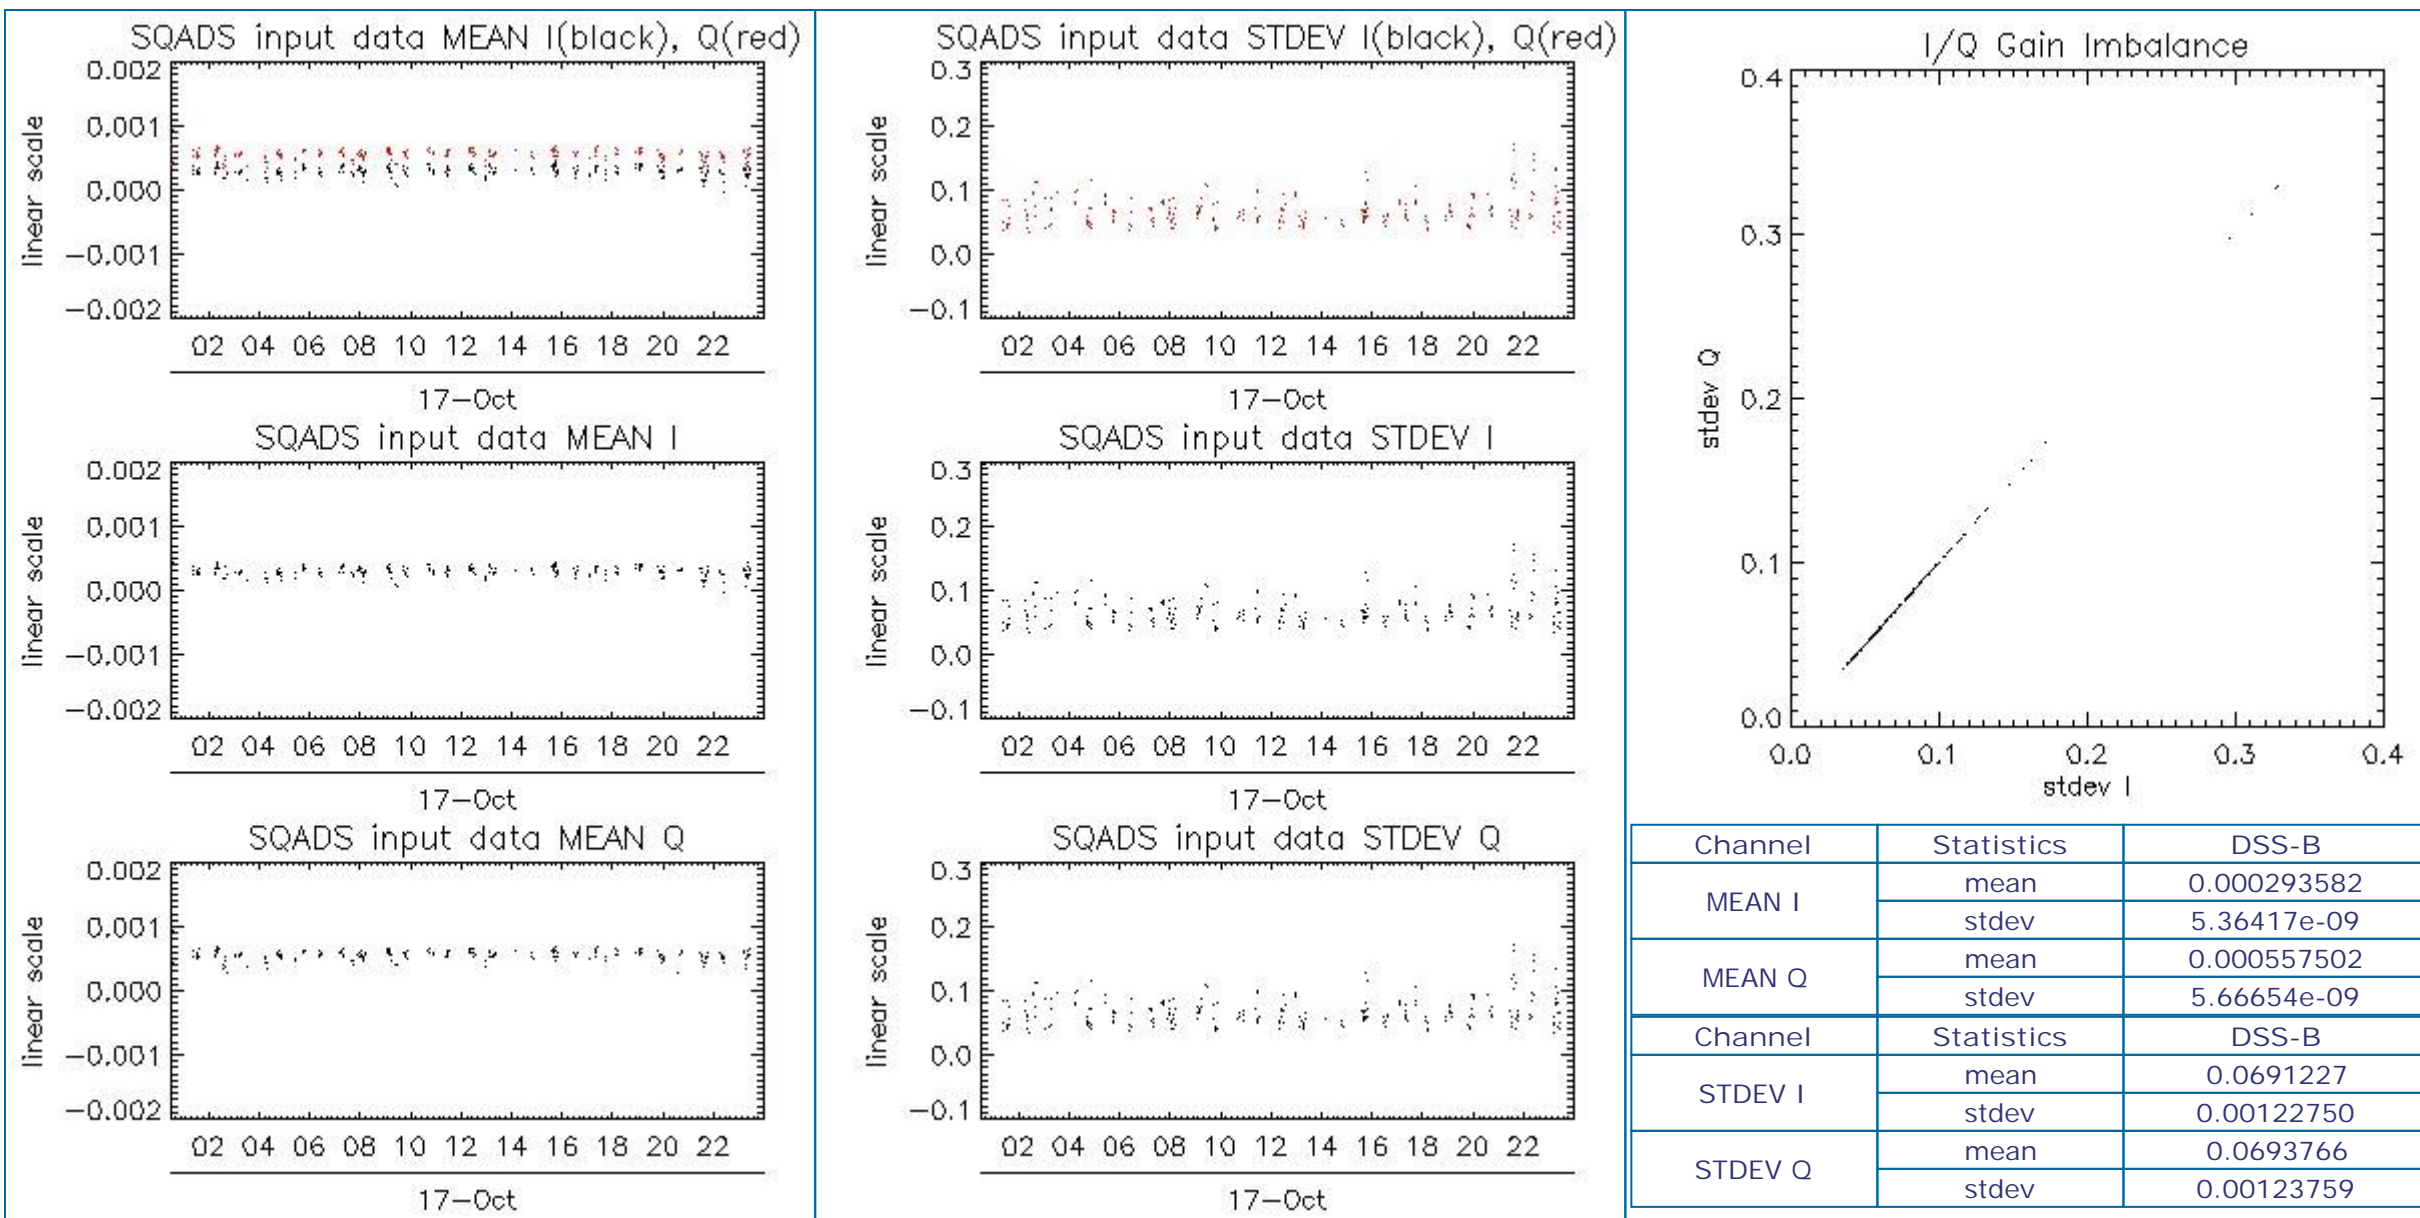 SQADS input data MEAN I(black), Q(red)
0.002
0.001
0.000
−0.001
−0.002
linear scale
02 04 06 08 10 12 14 16 18 20 22
17−Oct
SQADS input data MEAN I
0.002
0.001
0.000
−0.001
−0.002
linear scale
02 04 06 08 10 12 14 16 18 20 22
17−Oct
SQADS input data MEAN Q
0.002
0.001
0.000
−0.001
−0.002
linear scale
02 04 06 08 10 12 14 16 18 20 22
17−Oct
SQADS input data STDEV I(black), Q(red)
0.3
0.2
0.1
0.0
−0.1
linear scale
02 04 06 08 10 12 14 16 18 20 22
17−Oct
SQADS input data STDEV I
0.3
0.2
0.1
0.0
−0.1
linear scale
02 04 06 08 10 12 14 16 18 20 22
17−Oct
SQADS input data STDEV Q
0.3
0.2
0.1
0.0
−0.1
linear scale
02 04 06 08 10 12 14 16 18 20 22
17−Oct
I/Q Gain Imbalance
0.4
0.3
0.2
0.1
0.0
stdev Q
0.0 0.1 0.2 0.3 0.4
stdev I
Channel Statistics DSS-B
MEAN I mean 0.000293582
stdev 5.36417e-09
MEAN Q mean 0.000557502
stdev 5.66654e-09
Channel Statistics DSS-B
STDEV I mean 0.0691227
stdev 0.00122750
STDEV Q mean 0.0693766
stdev 0.00123759